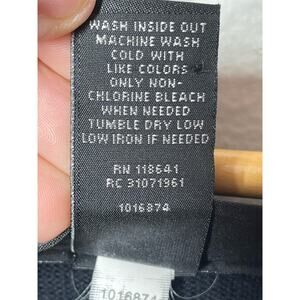 WASH INSIDE OUT
MACHINE WASH
COLD WITH
LIKE COLORS
ONLY NON-
CHLORINE BLEACH
WHEN NEEDED
TUMBLE DRY LOW
LOW IRON IF NEEDED
RN 118641
RC 31071961
1016874
1016874